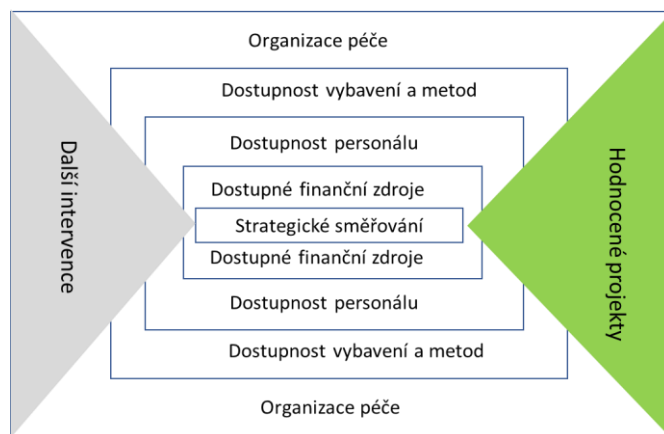 Organizace péče
Dostupnost vybavení a metod
Dostupnost personálu
Dostupné finanční zdroje
Strategické směřování
Dostupné finanční zdroje
Dostupnost personálu
Dostupnost vybavení a metod
Organizace péče
Další intervence
Hodnocené projekty